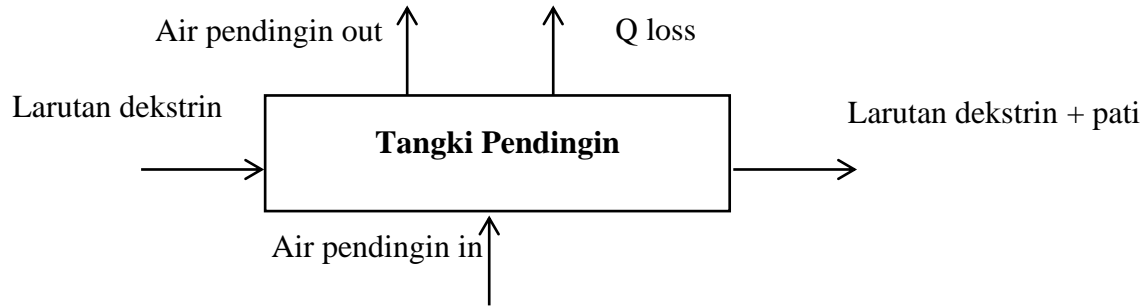 Air pendingin out
Q loss
Larutan dekstrin
Larutan dekstrin + pati
Tangki Pendingin
Air pendingin in